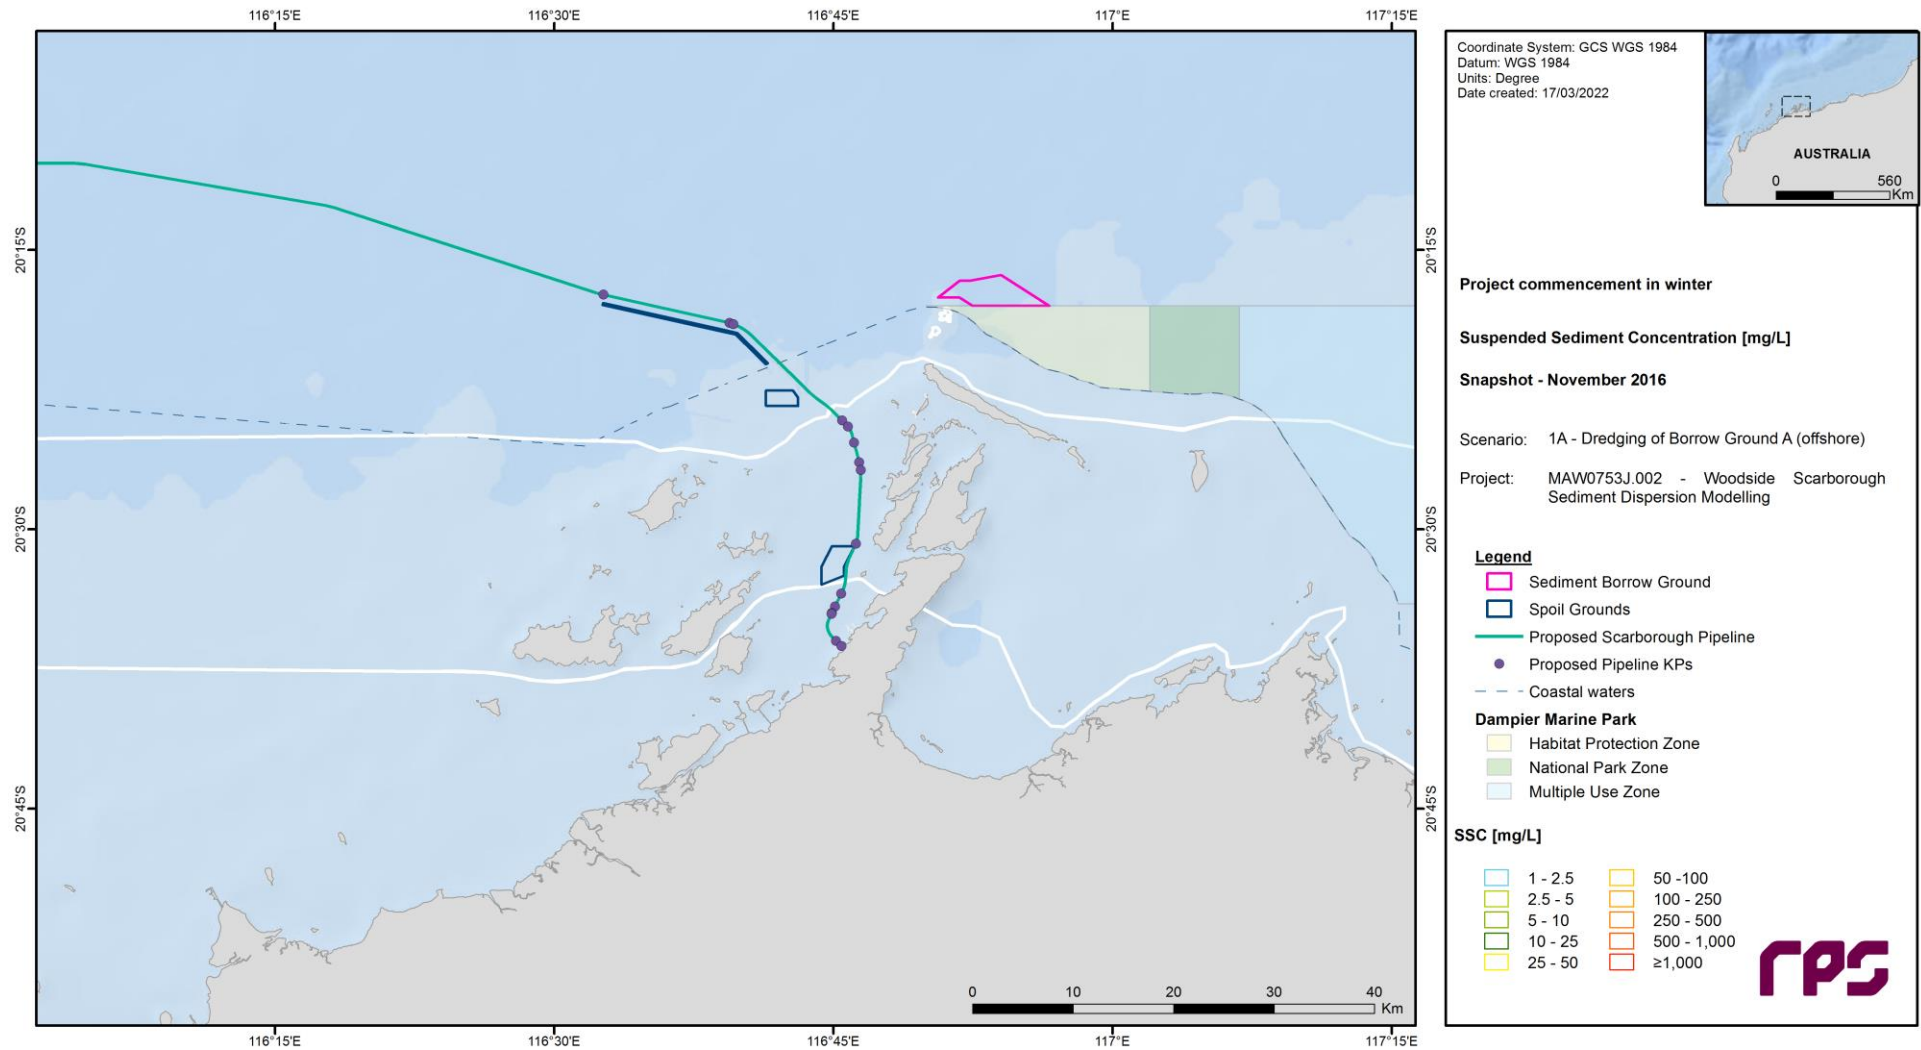 116°15'E 116°30'E 116°45'E 117°E 117°15'E
20°15'S 20°15'S
20°30'S 20°30'S
20°45'S 20°45'S
0 10 20 30 40
Km
116°15'E 116°30'E 116°45'E 117°E 117°15'E
Coordinate System: GCS WGS 1984
Datum: WGS 1984
Units: Degree
Date created: 17/03/2022
AUSTRALIA
0 560
Km
Project commencement in winter
Suspended Sediment Concentration [mg/L]
Snapshot - November 2016
Scenario: 1A - Dredging of Borrow Ground A (offshore)
Project: MAW0753J.002 - Woodside Scarborough
Sediment Dispersion Modelling
Legend
Sediment Borrow Ground
Spoil Grounds
Proposed Scarborough Pipeline
Proposed Pipeline KPs
Coastal waters
Dampier Marine Park
Habitat Protection Zone
National Park Zone
Multiple Use Zone
SSC [mg/L]
1 - 2.5 50 -100
2.5 - 5 100 - 250
5 - 10 250 - 500
10 - 25 500 - 1,000
25 - 50 ≥1,000
rps